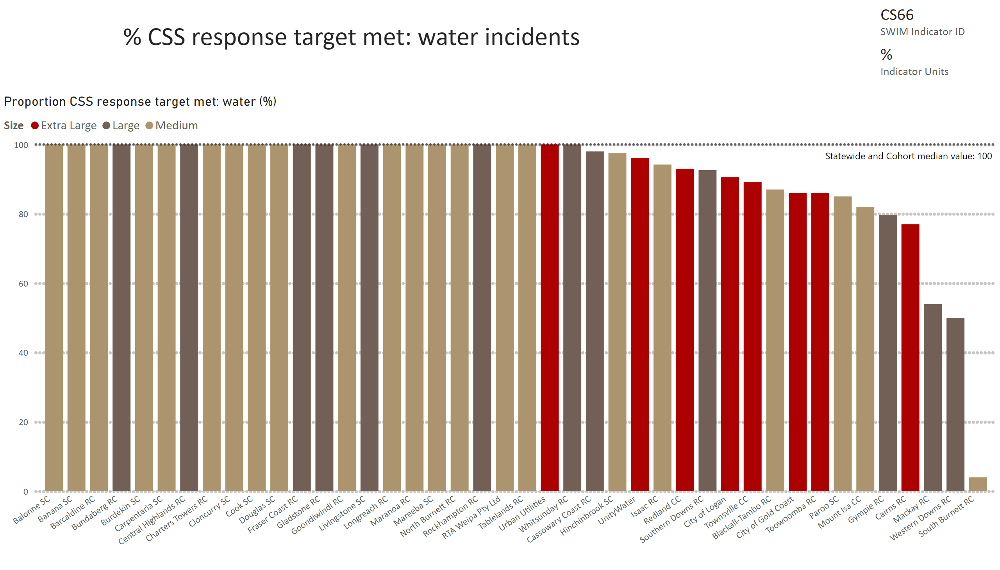 % CSS response target met: water incidents
CS66
SWIM Indicator ID
%
Indicator Units
Proportion CSS response target met: water (%)
Size Extra Large Large Medium
100
Statewide and Cohort median value: 100
80
60
40
20
0
Balonne SC
Banana SC
Barcaldine RC
Bundaberg RC
Burdekin SC
Carpentaria SC
Central Highlands RC
Charters Towers RC
Cloncurry SC
Cook SC
Douglas SC
Fraser Coast RC
Gladstone RC
Goondiwindi RC
Livingstone SC
Longreach RC
Maranoa RC
Mareeba SC
North Burnett RC
Rockhampton RC
RTA Weipa Pty Ltd
Tablelands RC
Urban Utilities
Whitsunday RC
Cassowary Coast RC
Hinchinbrook SC
UnityWater
Isaac RC
Redland CC
Southern Downs RC
City of Logan
Townsville CC
Blackall-Tambo RC
City of Gold Coast
Toowoomba RC
Paroo SC
Mount Isa CC
Gympie RC
Cairns RC
Mackay RC
Western Downs RC
South Burnett RC